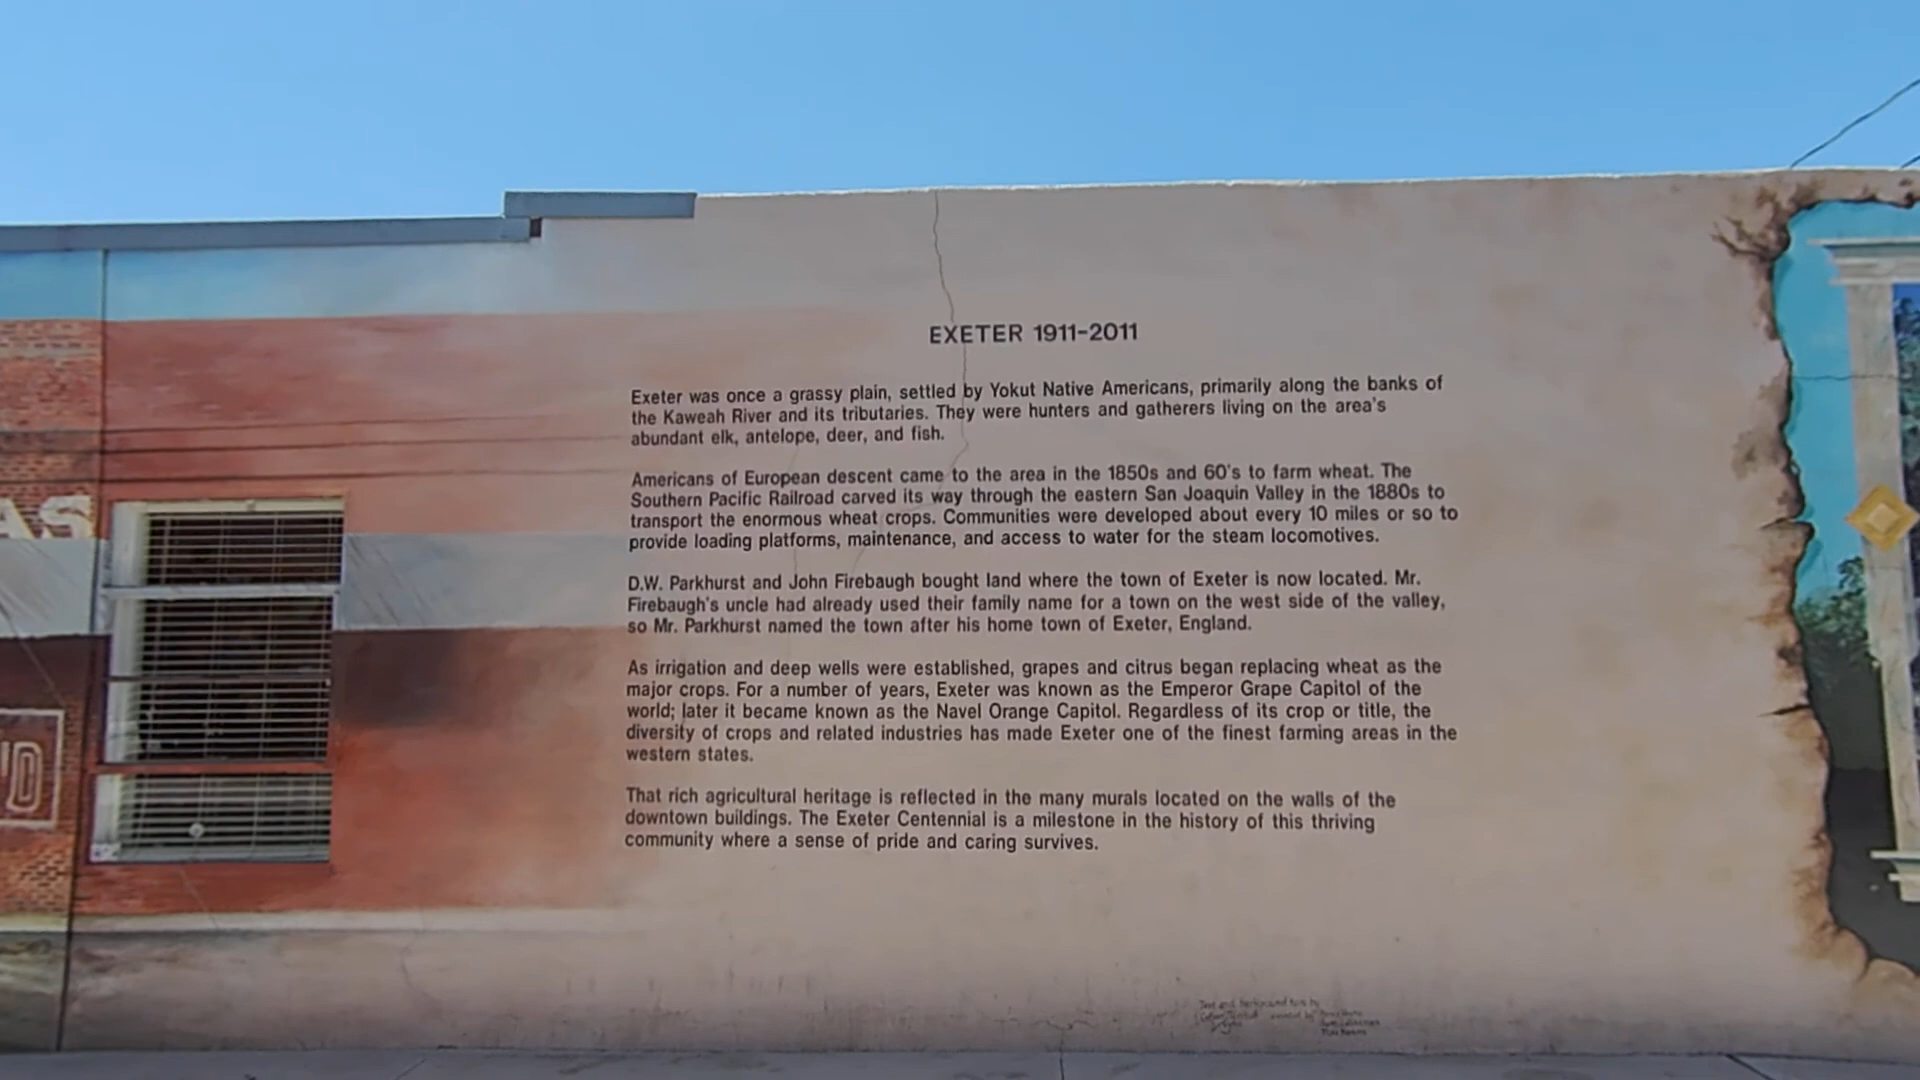 EXETER 1911-2011
Exeter was once a grassy plain, settled by Yokut Native Americans, primarily along the banks of
the Kaweah River and its tributaries. They were hunters and gatherers living on the area's
abundant elk, antelope, deer, and fish.
Americans of European descent came to the area in the 1850s and 60's to farm wheat. The
Southern Pacific Railroad carved its way through the eastern San Joaquin Valley in the 1880s to
transport the enormous wheat crops. Communities were developed about every 10 miles or so to
provide loading platforms, maintenance, and access to water for the steam locomotives.
D.W. Parkhurst and John Firebaugh bought land where the town of Exeter is now located. Mr.
Firebaugh's uncle had already used their family name for a town on the west side of the valley,
so Mr. Parkhurst named the town after his home town of Exeter, England.
As irrigation and deep wells were established, grapes and citrus began replacing wheat as the
major crops. For a number of years, Exeter was known as the Emperor Grape Capitol of the
world; later it became known as the Navel Orange Capitol. Regardless of its crop or title, the
diversity of crops and related industries has made Exeter one of the finest farming areas in the
western states.
That rich agricultural heritage is reflected in the many murals located on the walls of the
downtown buildings. The Exeter Centennial is a milestone in the history of this thriving
community where a sense of pride and caring survives.
AS
'D